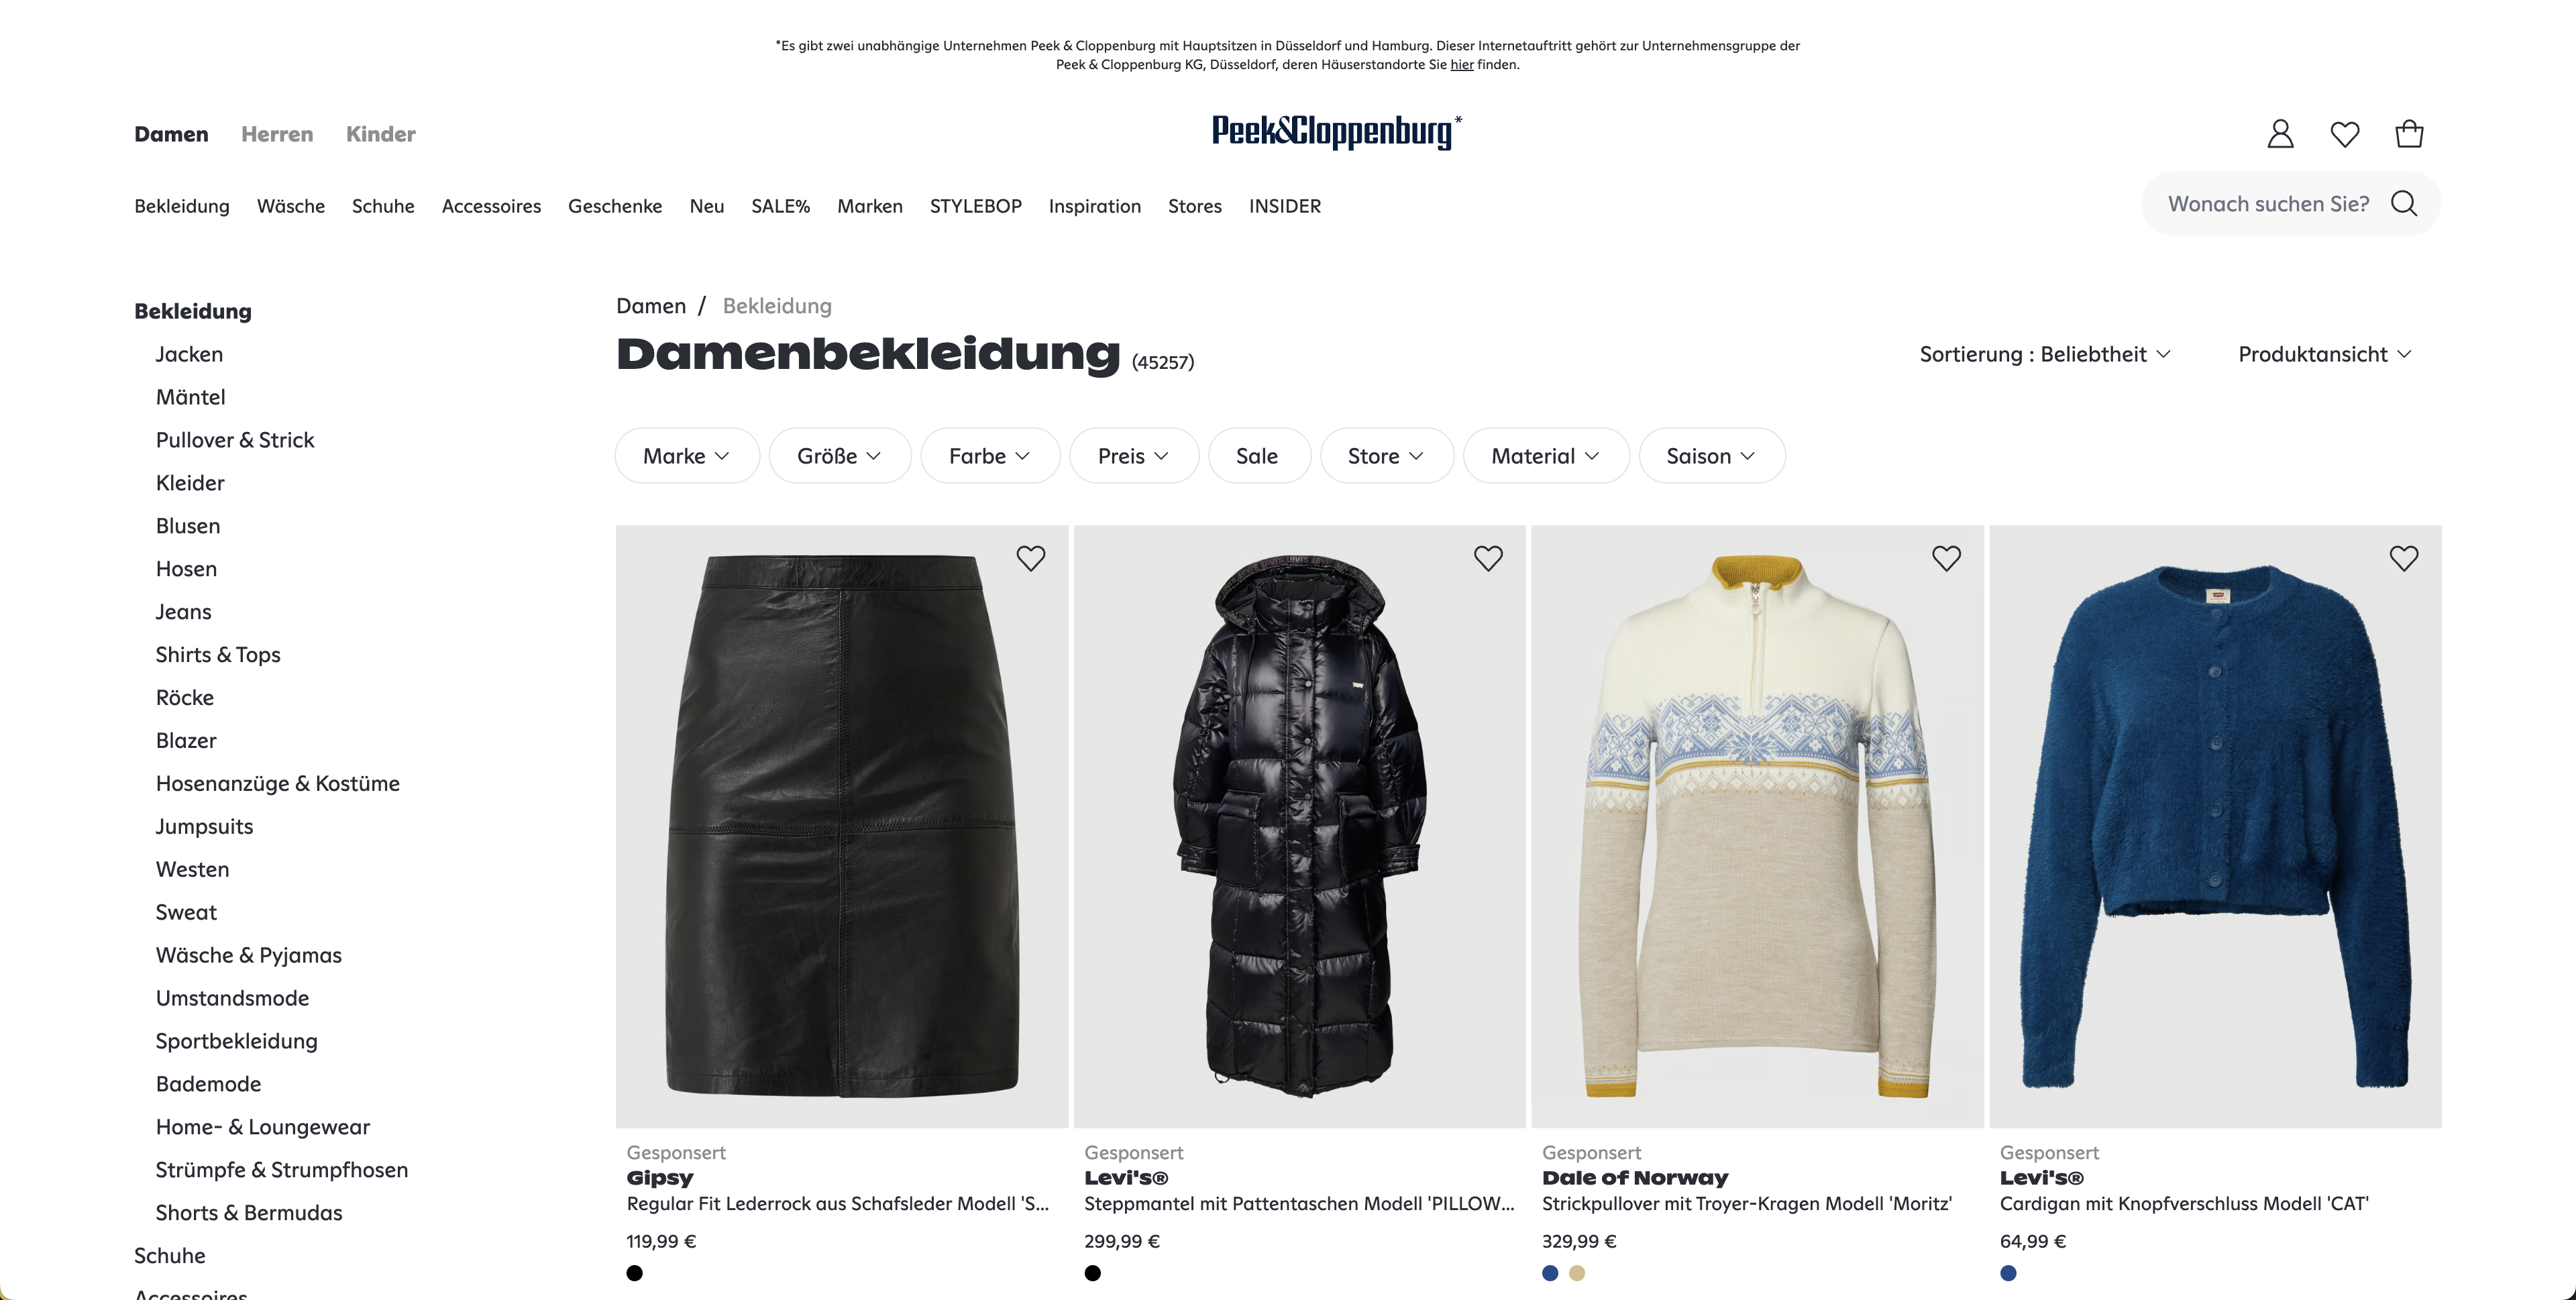 *Es gibt zwei unabhängige Unternehmen Peek & Cloppenburg mit Hauptsitzen in Düsseldorf und Hamburg. Dieser Internetauftritt gehört zur Unternehmensgruppe der
Peek & Cloppenburg KG, Düsseldorf, deren Häuserstandorte Sie hier finden.
Damen Herren Kinder
Peek&Cloppenburg*
Bekleidung Wäsche Schuhe Accessoires Geschenke Neu SALE% Marken STYLEBOP Inspiration Stores INSIDER
Wonach suchen Sie?
Bekleidung
Jacken
Mäntel
Pullover & Strick
Kleider
Blusen
Hosen
Jeans
Shirts & Tops
Röcke
Blazer
Hosenanzüge & Kostüme
Jumpsuits
Westen
Sweat
Wäsche & Pyjamas
Umstandsmode
Sportbekleidung
Bademode
Home- & Loungewear
Strümpfe & Strumpfhosen
Shorts & Bermudas
Schuhe
Accessoires
Damen / Bekleidung
Damenbekleidung (45257)
Sortierung : Beliebtheit
Produktansicht
Marke Größe Farbe Preis Sale Store Material Saison
Gesponsert
Gipsy
Regular Fit Lederrock aus Schafsleder Modell 'S...
119,99 €
Gesponsert
Levi's®
Steppmantel mit Pattentaschen Modell 'PILLOW...
299,99 €
Gesponsert
Dale of Norway
Strickpullover mit Troyer-Kragen Modell 'Moritz'
329,99 €
Gesponsert
Levi's®
Cardigan mit Knopfverschluss Modell 'CAT'
64,99 €